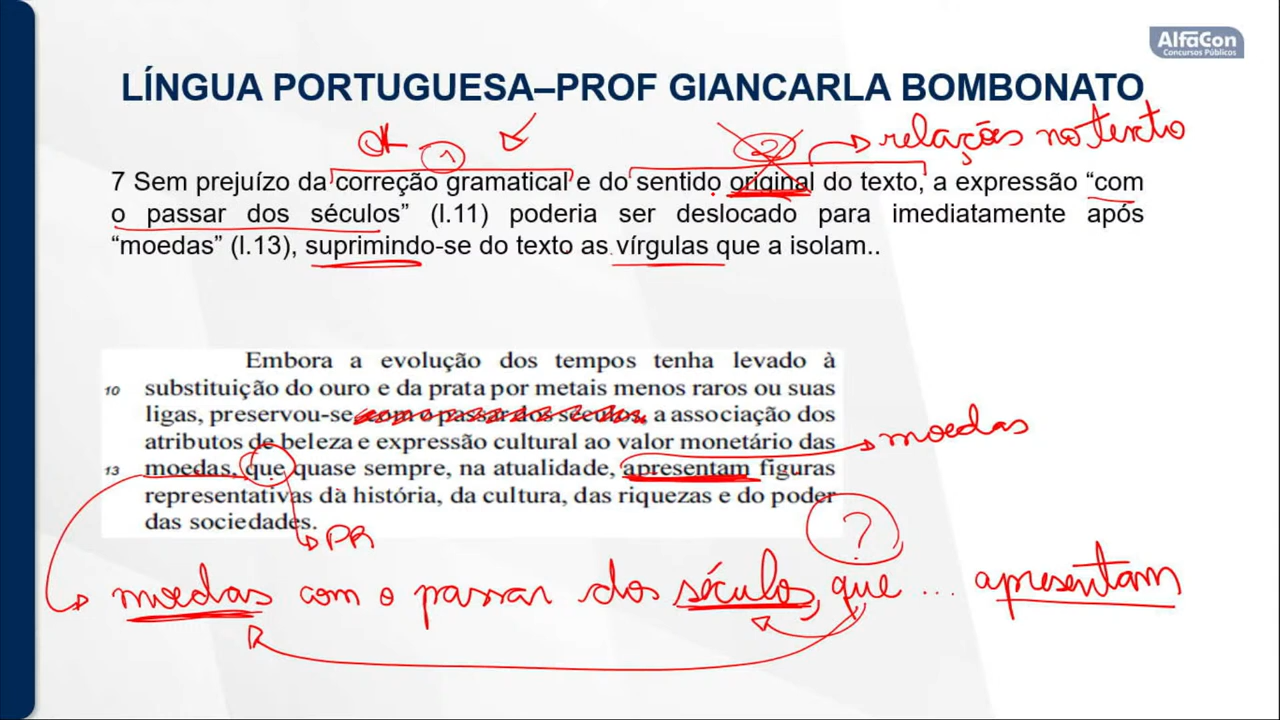 AlfaCon
Concursos Públicos
LÍNGUA PORTUGUESA–PROF GIANCARLA BOMBONATO
OK 1 2 relações no texto
7 Sem prejuízo da correção gramatical e do sentido original do texto, a expressão “com
o passar dos séculos” (l.11) poderia ser deslocado para imediatamente após
“moedas” (l.13), suprimindo-se do texto as vírgulas que a isolam..
Embora a evolução dos tempos tenha levado à
10 substituição do ouro e da prata por metais menos raros ou suas
ligas, preservou-se com o passar dos séculos, a associação dos
atributos de beleza e expressão cultural ao valor monetário das
moedas
13 moedas, que quase sempre, na atualidade, apresentam figuras
representativas da história, da cultura, das riquezas e do poder
das sociedades.
PR
?
moedas com o passar dos séculos, que ... apresentam